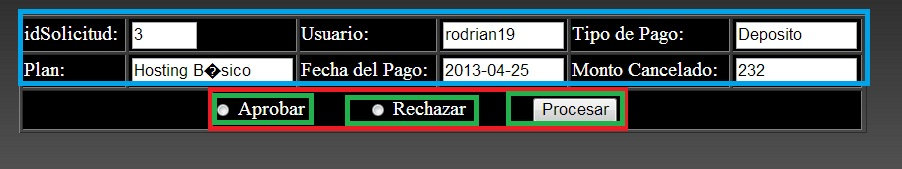 idSolicitud: 3 Usuario: rodrian19 Tipo de Pago: Deposito
Plan: Hosting B�sico Fecha del Pago: 2013-04-25 Monto Cancelado: 232
Aprobar Rechazar Procesar